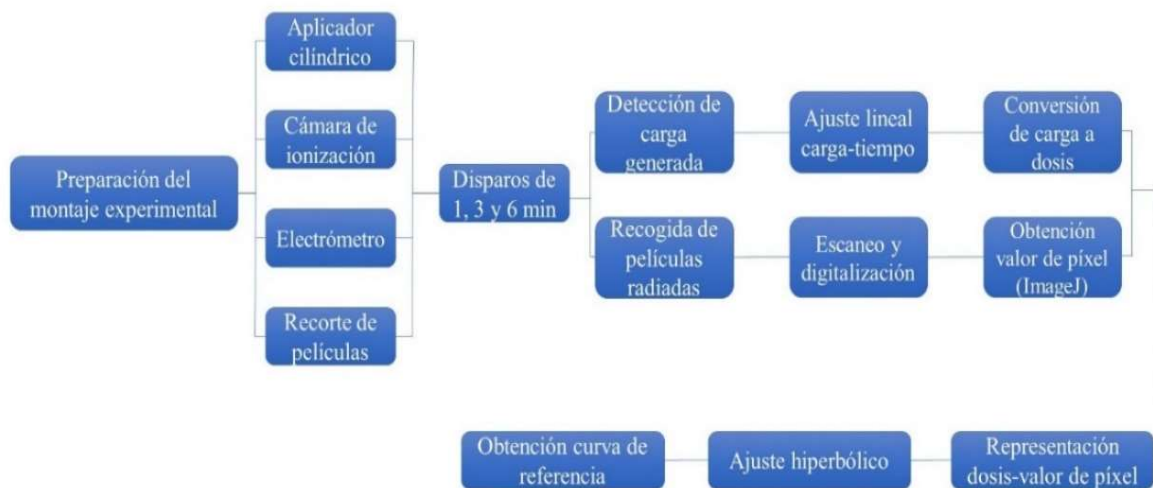 Preparación del
montaje experimental
Aplicador
cilíndrico
Cámara de
ionización
Electrómetro
Recorte de
películas
Disparos de
1, 3 y 6 min
Detección de
carga
generada
Ajuste lineal
carga-tiempo
Conversión
de carga a
dosis
Recogida de
películas
radiadas
Escaneo y
digitalización
Obtención
valor de píxel
(ImageJ)
Obtención curva de
referencia
Ajuste hiperbólico
Representación
dosis-valor de píxel